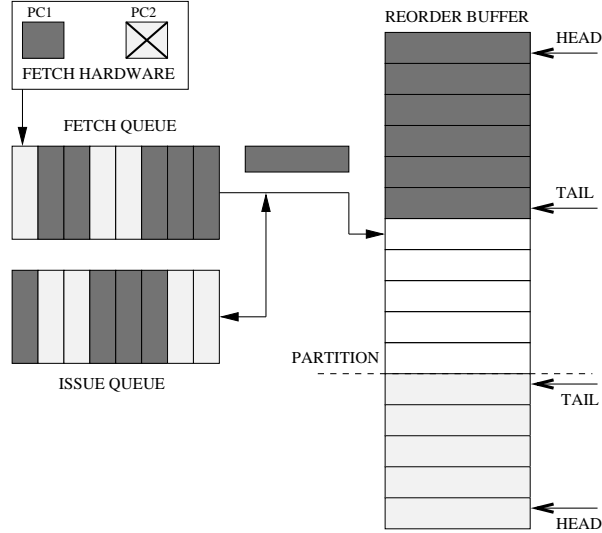 PC1 PC2
FETCH HARDWARE
REORDER BUFFER
HEAD
FETCH QUEUE
TAIL
PARTITION
TAIL
ISSUE QUEUE
HEAD